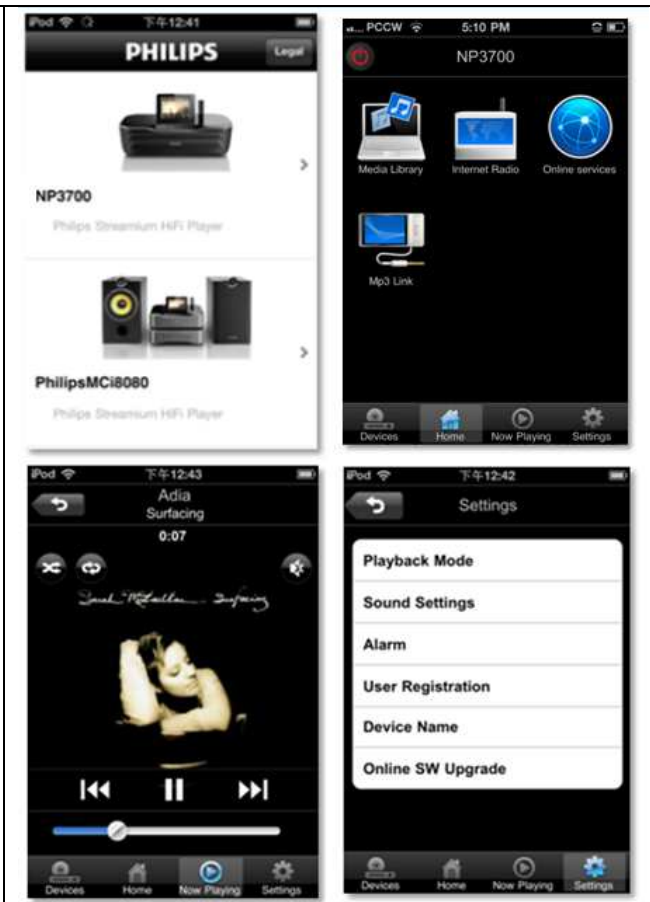 iPod 下午12:41
PHILIPS Legal
NP3700
Philips Streamium HiFi Player
PhilipsMCi8080
Philips Streamium HiFi Player
PCCW 5:10 PM
NP3700
Media Library Internet Radio Online services
Mp3 Link
Devices Home Now Playing Settings
iPod 下午12:43
Adia
Surfacing
0:07
Sarah McLachlan Surfacing
Devices Home Now Playing Settings
iPod 下午12:42
Settings
Playback Mode
Sound Settings
Alarm
User Registration
Device Name
Online SW Upgrade
Devices Home Now Playing Settings